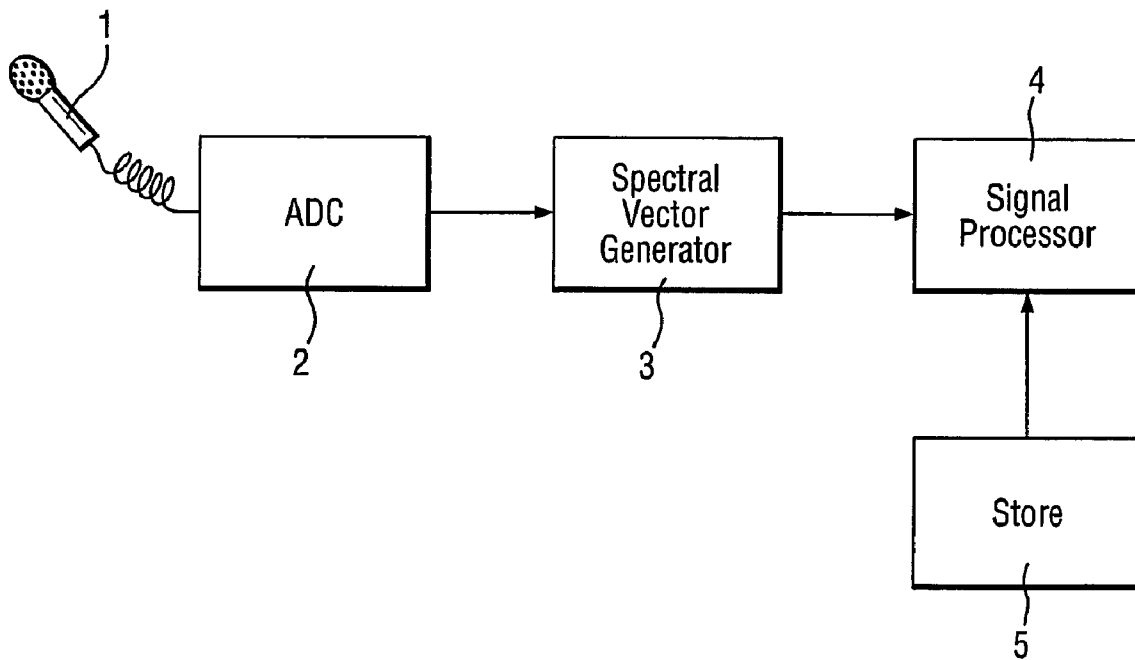 1
4
ADC
Spectral
Vector
Generator
Signal
Processor
2
3
Store
5